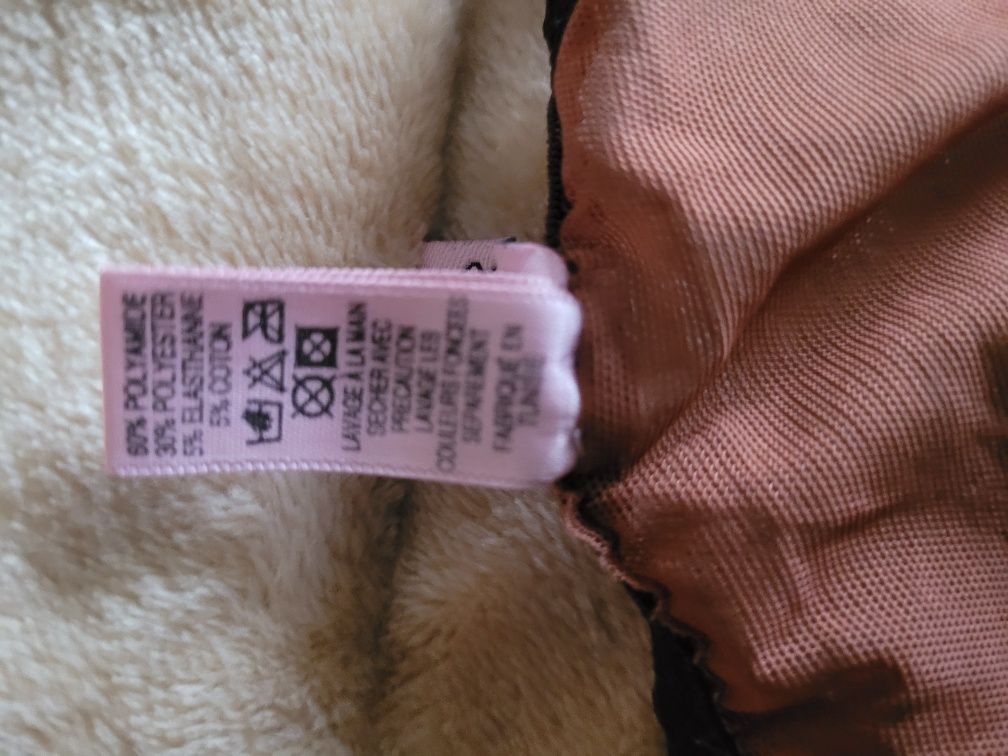 60% POLYAMIDE
30% POLYESTER
5% ELASTHANNE
5% COTON
LAVAGE A LA MAIN
SECHER AVEC
PRECAUTION
LAVAGE LES
COULEURS FONCEES
SEPAREMENT
FABRIQUE EN
TUNISIE